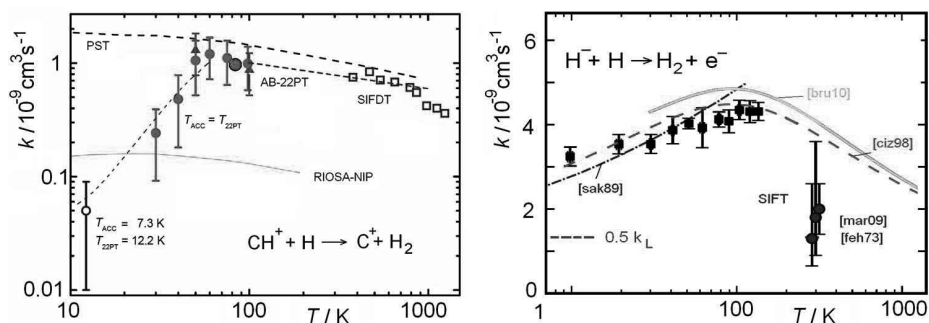 k / 10⁻⁹ cm³ s⁻¹
1
0.1
0.01
PST
AB-22PT
SIFDT
T_ACC = T_22PT
RIOSA-NIP
T_ACC = 7.3 K
T_22PT = 12.2 K
CH⁺ + H → C⁺ + H₂
10 100 1000
T / K
k / 10⁻⁹ cm³ s⁻¹
6
4
2
0
H⁻ + H → H₂ + e⁻
[bru10]
[ciz98]
[sak89]
SIFT
[mar09]
[feh73]
0.5 k_L
1 10 100 1000
T / K